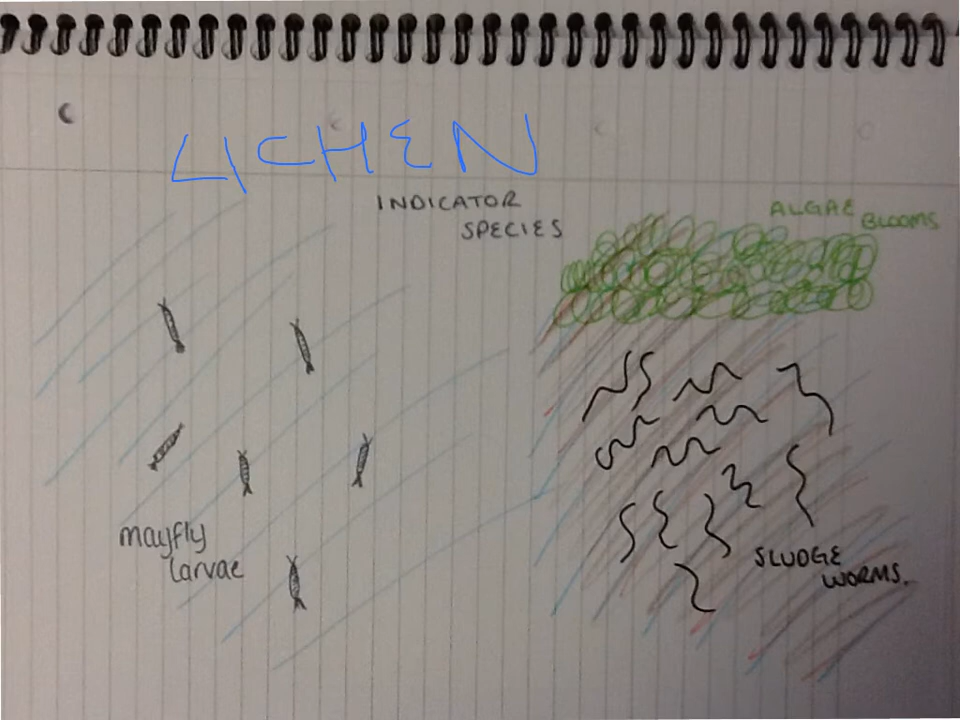 LICHEN
INDICATOR
SPECIES
ALGAE
BLOOMS
mayfly
larvae
SLUDGE
WORMS.